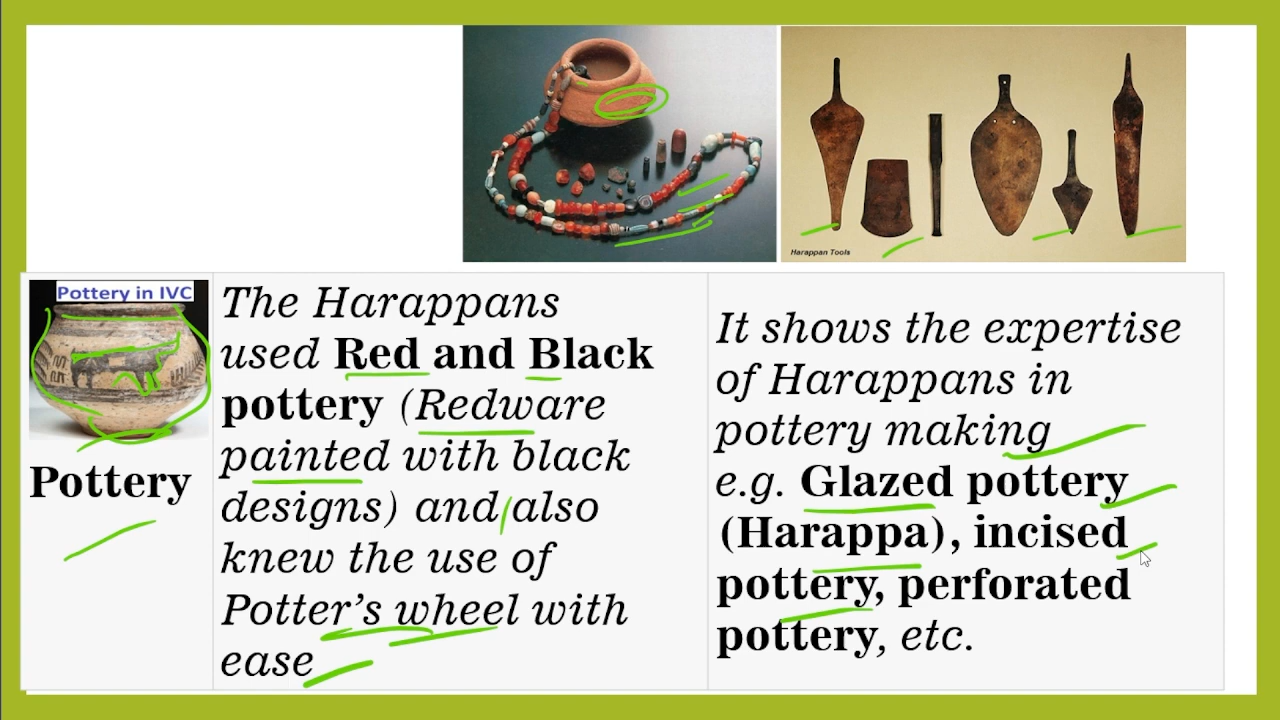 Harappan Tools
Pottery in IVC
Pottery
The Harappans
used Red and Black
pottery (Redware
painted with black
designs) and also
knew the use of
Potter’s wheel with
ease
It shows the expertise
of Harappans in
pottery making
e.g. Glazed pottery
(Harappa), incised
pottery, perforated
pottery, etc.